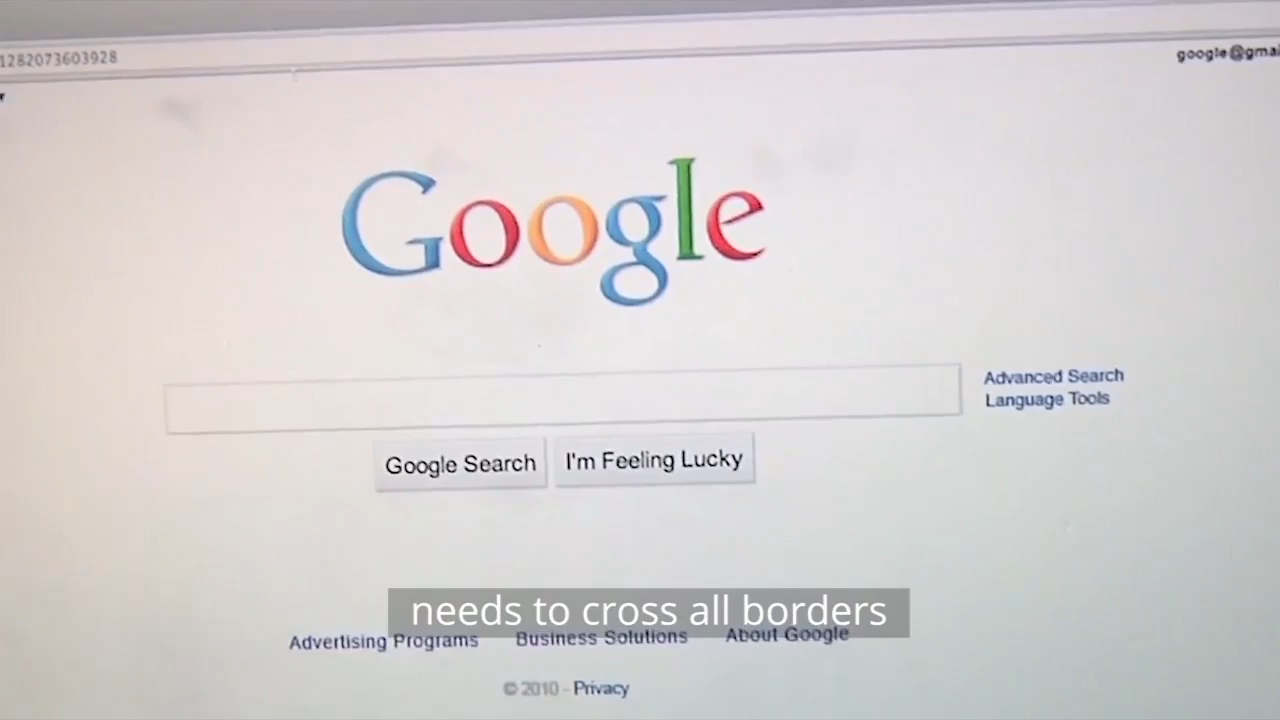 1282073603928
google@gmai
Google
Advanced Search
Language Tools
Google Search
I'm Feeling Lucky
needs to cross all borders
Advertising Programs
Business Solutions
About Google
© 2010 - Privacy